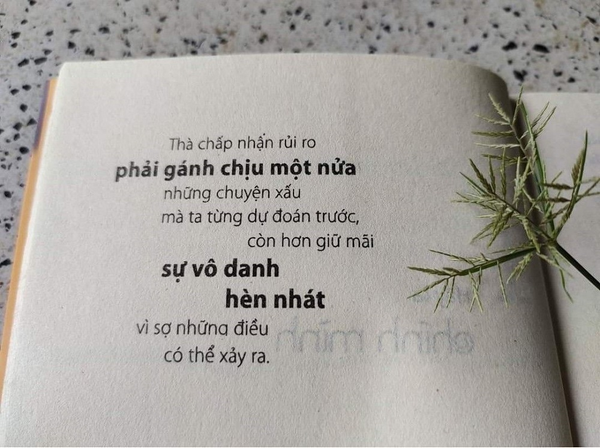 Thà chấp nhận rủi ro
phải gánh chịu một nửa
những chuyện xấu
mà ta từng dự đoán trước,
còn hơn giữ mãi
sự vô danh
hèn nhát
vì sợ những điều
có thể xảy ra.